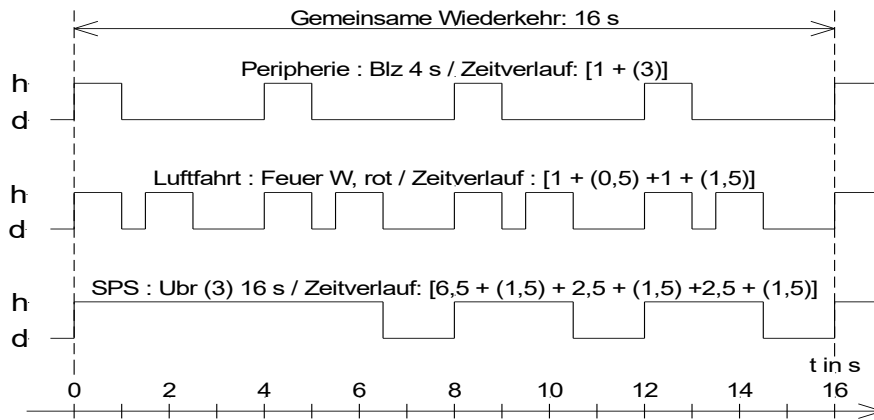 Gemeinsame Wiederkehr: 16 s
Peripherie : Blz 4 s / Zeitverlauf: [1 + (3)]
h
d
Luftfahrt : Feuer W, rot / Zeitverlauf : [1 + (0,5) +1 + (1,5)]
h
d
SPS : Ubr (3) 16 s / Zeitverlauf: [6,5 + (1,5) + 2,5 + (1,5) +2,5 + (1,5)]
h
d
t in s
0 2 4 6 8 10 12 14 16